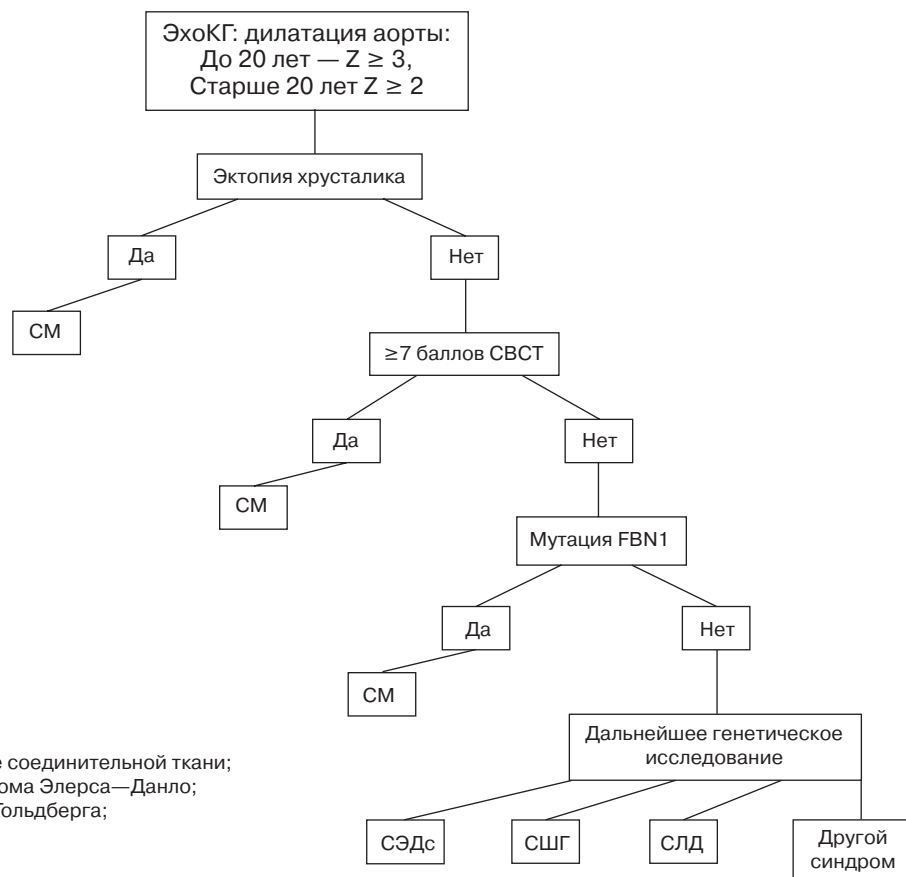 ЭхоКГ: дилатация аорты:
До 20 лет — Z ≥ 3,
Старше 20 лет Z ≥ 2
Эктопия хрусталика
Да
Нет
СМ
≥7 баллов СВСТ
Да
Нет
СМ
Мутация FBN1
Да
Нет
СМ
Дальнейшее генетическое
исследование
е соединительной ткани;
ома Элерса—Данло;
Гольдберга;
СЭДс
СШГ
СЛД
Другой
синдром